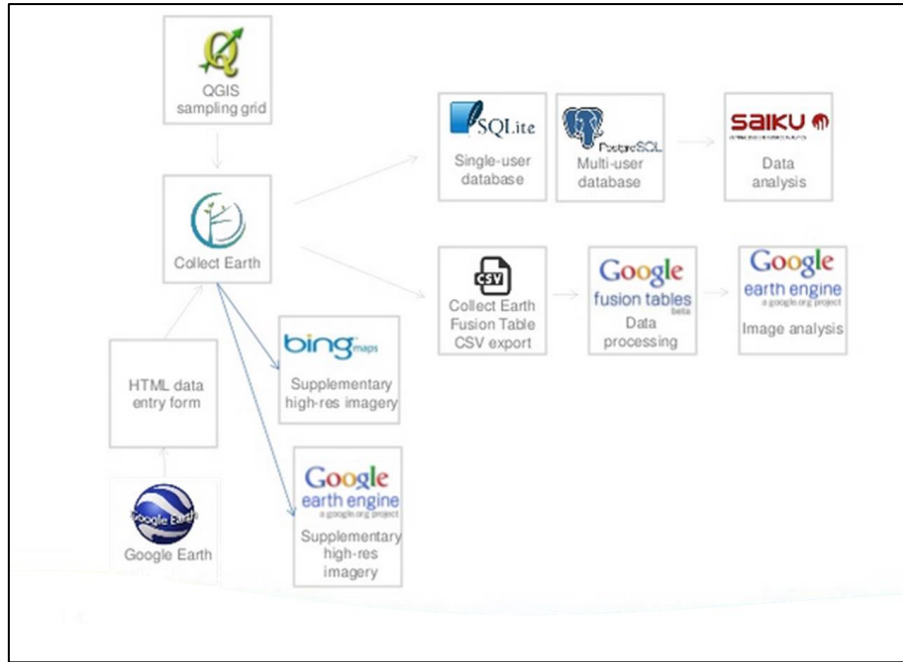 QGIS
sampling grid
SQLite
Single-user
database
PostgreSQL
Multi-user
database
saiku
Data
analysis
Collect Earth
CSV
Collect Earth
Fusion Table
CSV export
Google
fusion tables
beta
Data
processing
Google
earth engine
a google.org project
Image analysis
HTML data
entry form
bing maps
Supplementary
high-res imagery
Google
earth engine
a google.org project
Supplementary
high-res
imagery
Google Earth
Google Earth